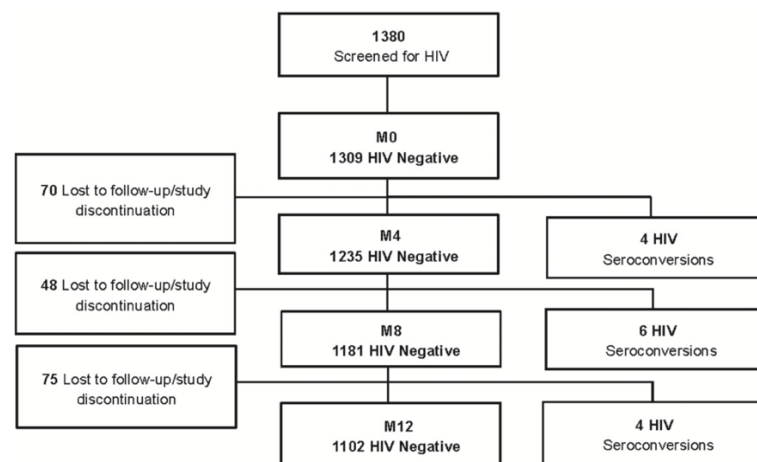 1380
Screened for HIV
M0
1309 HIV Negative
70 Lost to follow-up/study
discontinuation
4 HIV
Seroconversions
M4
1235 HIV Negative
48 Lost to follow-up/study
discontinuation
6 HIV
Seroconversions
M8
1181 HIV Negative
75 Lost to follow-up/study
discontinuation
4 HIV
Seroconversions
M12
1102 HIV Negative